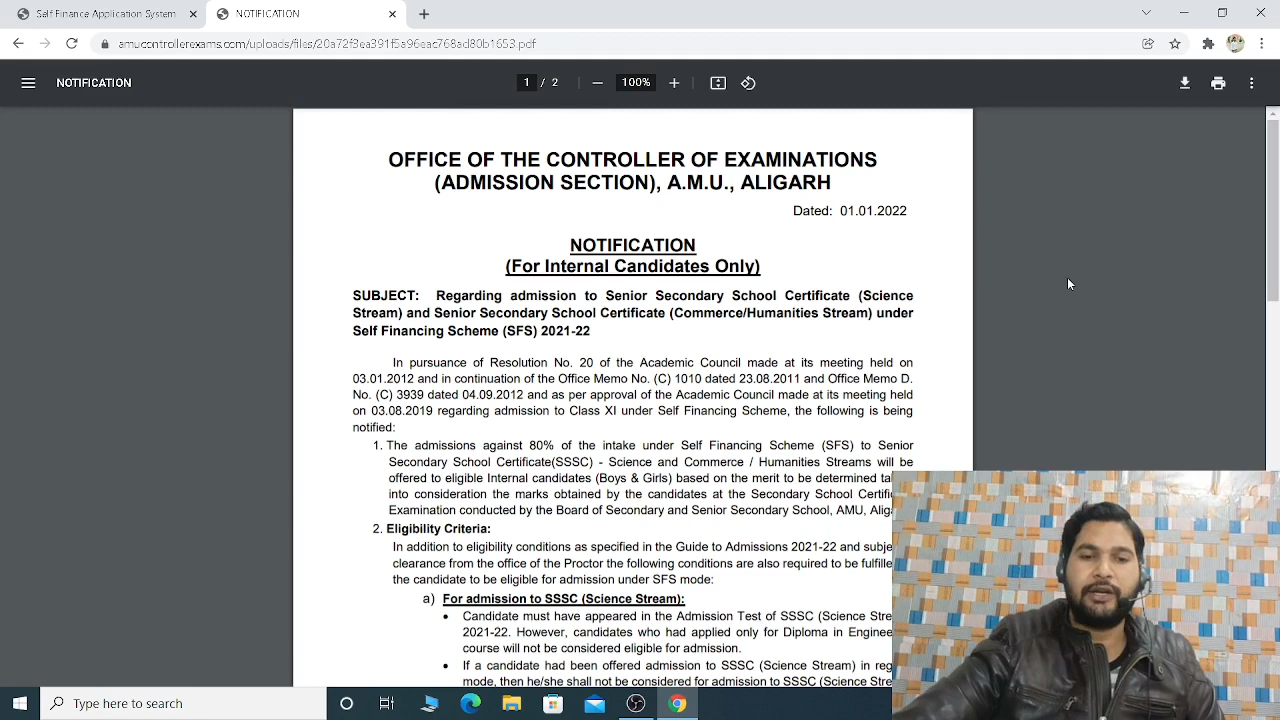 Self Finance Application System
NOTIFICATION
amucontrollerexams.com/uploads/files/20a72f3ea391f5e96eac768ad80b1653.pdf
NOTIFICATION
1 / 2
100%
OFFICE OF THE CONTROLLER OF EXAMINATIONS
(ADMISSION SECTION), A.M.U., ALIGARH
Dated: 01.01.2022
NOTIFICATION
(For Internal Candidates Only)
SUBJECT: Regarding admission to Senior Secondary School Certificate (Science
Stream) and Senior Secondary School Certificate (Commerce/Humanities Stream) under
Self Financing Scheme (SFS) 2021-22
In pursuance of Resolution No. 20 of the Academic Council made at its meeting held on
03.01.2012 and in continuation of the Office Memo No. (C) 1010 dated 23.08.2011 and Office Memo D.
No. (C) 3939 dated 04.09.2012 and as per approval of the Academic Council made at its meeting held
on 03.08.2019 regarding admission to Class XI under Self Financing Scheme, the following is being
notified:
1. The admissions against 80% of the intake under Self Financing Scheme (SFS) to Senior
Secondary School Certificate(SSSC) - Science and Commerce / Humanities Streams will be
offered to eligible Internal candidates (Boys & Girls) based on the merit to be determined ta
into consideration the marks obtained by the candidates at the Secondary School Certifi
Examination conducted by the Board of Secondary and Senior Secondary School, AMU, Alig
2. Eligibility Criteria:
In addition to eligibility conditions as specified in the Guide to Admissions 2021-22 and subje
clearance from the office of the Proctor the following conditions are also required to be fulfille
the candidate to be eligible for admission under SFS mode:
a) For admission to SSSC (Science Stream):
• Candidate must have appeared in the Admission Test of SSSC (Science Stre
2021-22. However, candidates who had applied only for Diploma in Enginee
course will not be considered eligible for admission.
• If a candidate had been offered admission to SSSC (Science Stream) in reg
mode, then he/she shall not be considered for admission to SSSC (Science Stre
Type here to search